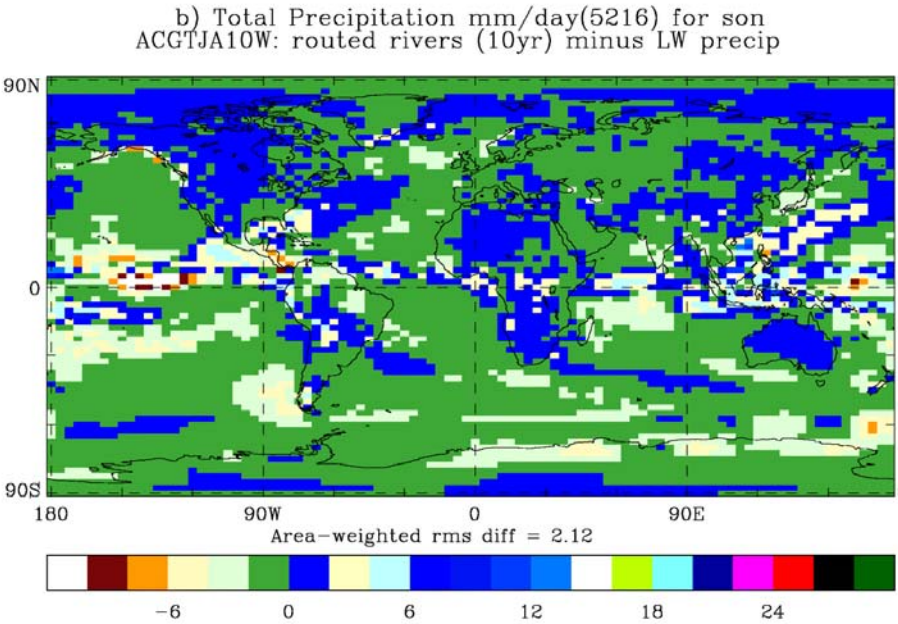 b) Total Precipitation mm/day(5216) for son
ACGTJA10W: routed rivers (10yr) minus LW precip
90N
0
90S
180 90W 0 90E
Area-weighted rms diff = 2.12
-6 0 6 12 18 24